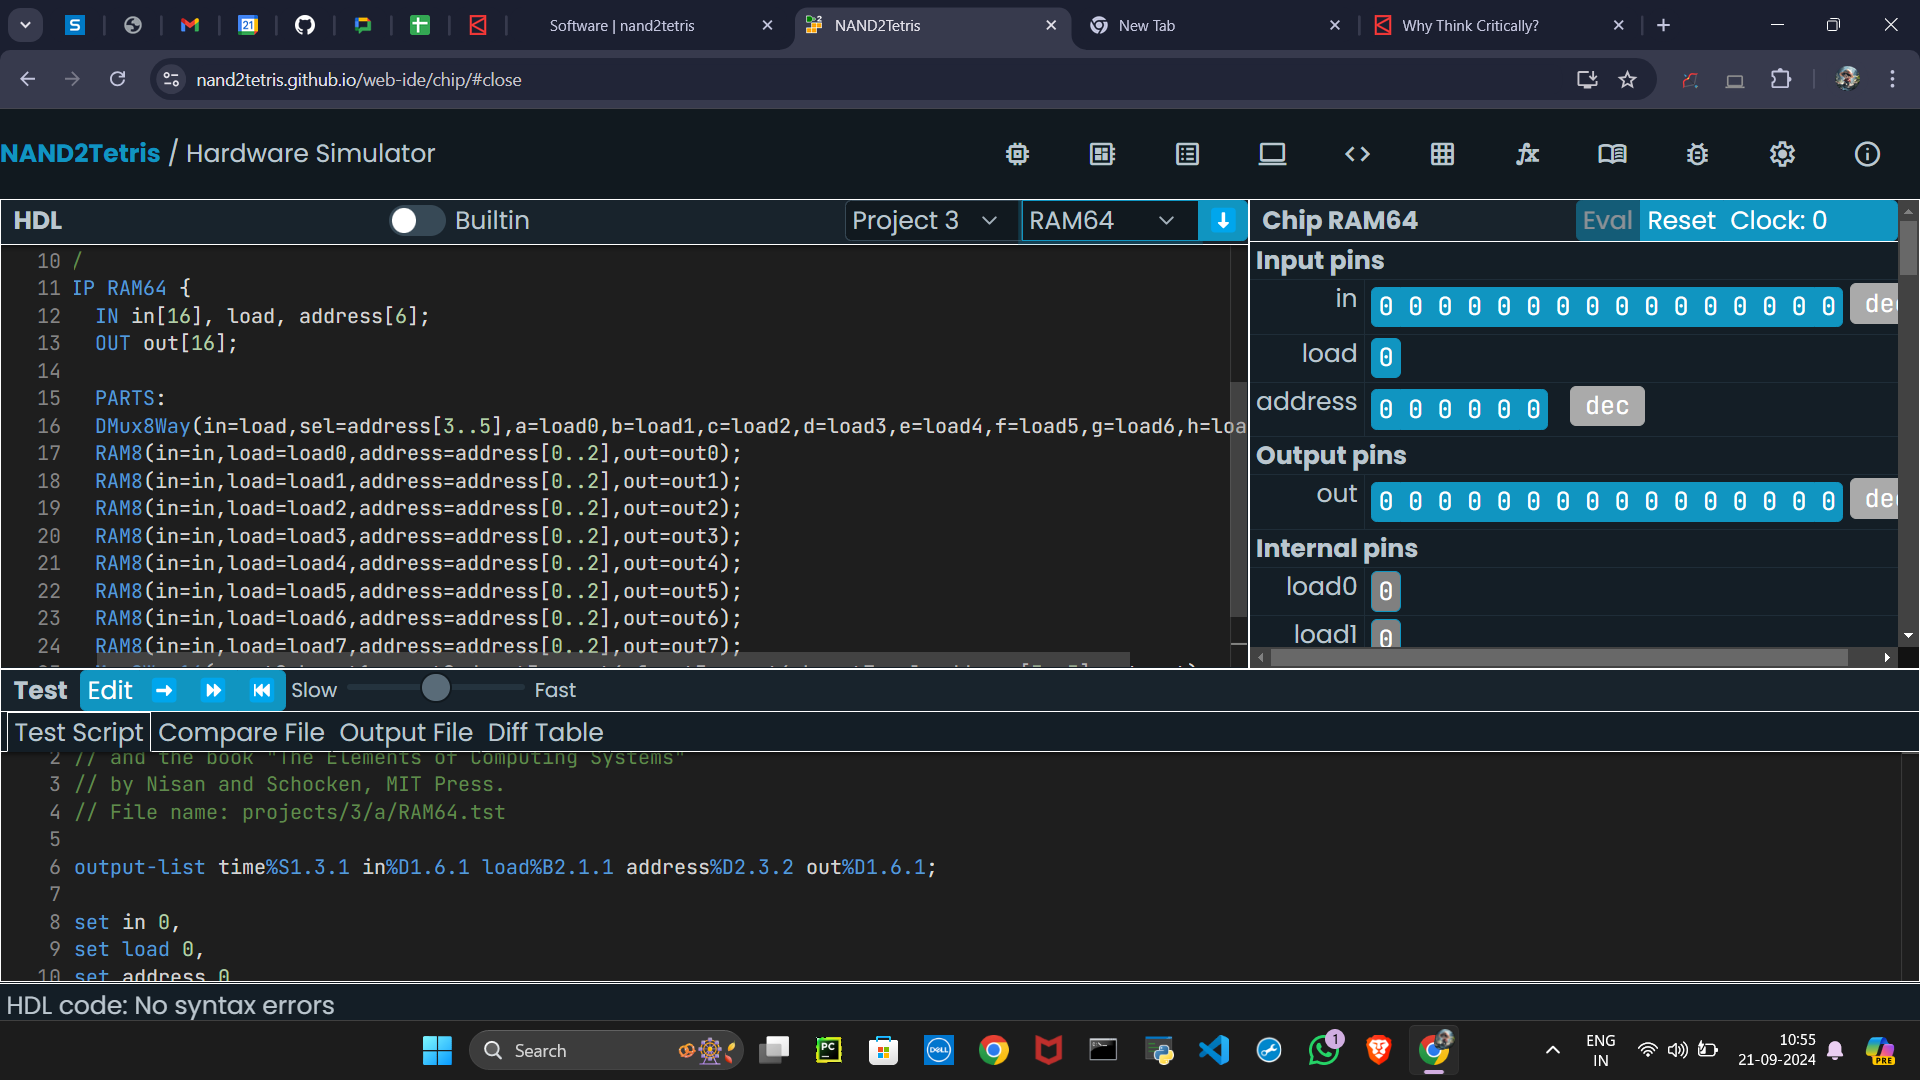 Software | nand2tetris
NAND2Tetris
New Tab
Why Think Critically?
nand2tetris.github.io/web-ide/chip/#close
NAND2Tetris / Hardware Simulator
HDL
Builtin
Project 3
RAM64
Chip RAM64
Eval Reset Clock: 0
10 /
11 IP RAM64 {
12 IN in[16], load, address[6];
13 OUT out[16];
14
15 PARTS:
16 DMux8Way(in=load,sel=address[3..5],a=load0,b=load1,c=load2,d=load3,e=load4,f=load5,g=load6,h=loa
17 RAM8(in=in,load=load0,address=address[0..2],out=out0);
18 RAM8(in=in,load=load1,address=address[0..2],out=out1);
19 RAM8(in=in,load=load2,address=address[0..2],out=out2);
20 RAM8(in=in,load=load3,address=address[0..2],out=out3);
21 RAM8(in=in,load=load4,address=address[0..2],out=out4);
22 RAM8(in=in,load=load5,address=address[0..2],out=out5);
23 RAM8(in=in,load=load6,address=address[0..2],out=out6);
24 RAM8(in=in,load=load7,address=address[0..2],out=out7);
Input pins
in 0 0 0 0 0 0 0 0 0 0 0 0 0 0 0 0 dec
load 0
address 0 0 0 0 0 0 dec
Output pins
out 0 0 0 0 0 0 0 0 0 0 0 0 0 0 0 0 dec
Internal pins
load0 0
load1 0
Test Edit Slow Fast
Test Script Compare File Output File Diff Table
2 // and the book "The Elements of Computing Systems"
3 // by Nisan and Schocken, MIT Press.
4 // File name: projects/3/a/RAM64.tst
5
6 output-list time%S1.3.1 in%D1.6.1 load%B2.1.1 address%D2.3.2 out%D1.6.1;
7
8 set in 0,
9 set load 0,
10 set address 0
HDL code: No syntax errors
Search
ENG
IN
10:55
21-09-2024